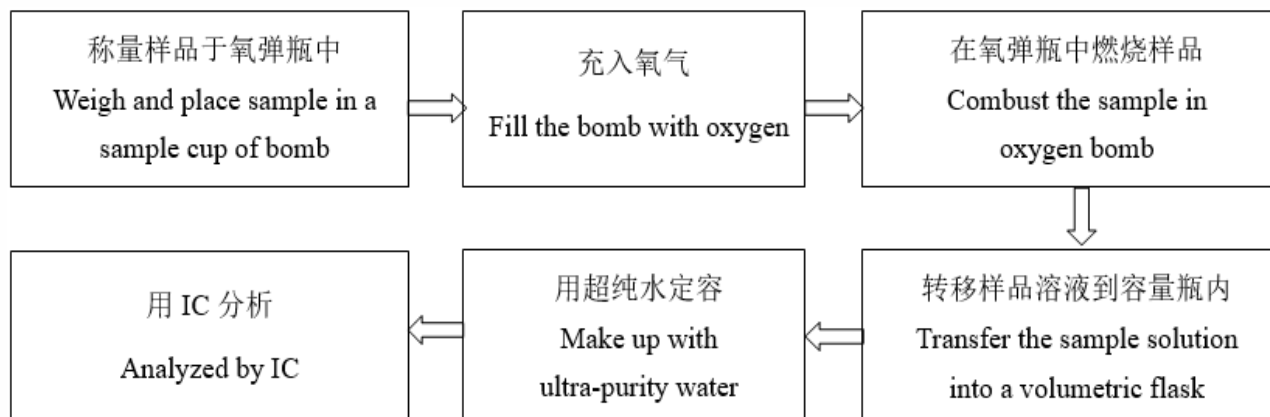 称量样品于氧弹瓶中
Weigh and place sample in a
sample cup of bomb
充入氧气
Fill the bomb with oxygen
在氧弹瓶中燃烧样品
Combust the sample in
oxygen bomb
转移样品溶液到容量瓶内
Transfer the sample solution
into a volumetric flask
用超纯水定容
Make up with
ultra-purity water
用 IC 分析
Analyzed by IC